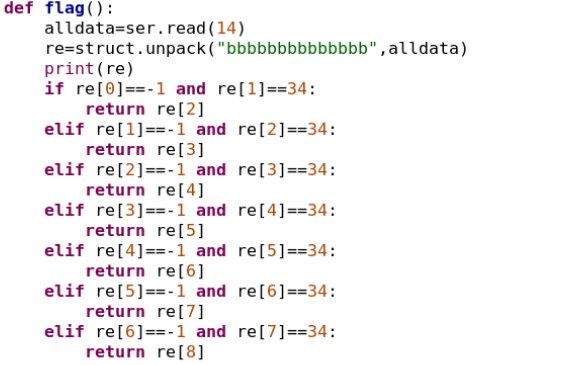 def flag():
    alldata=ser.read(14)
    re=struct.unpack("bbbbbbbbbbbbbb",alldata)
    print(re)
    if re[0]==-1 and re[1]==34:
        return re[2]
    elif re[1]==-1 and re[2]==34:
        return re[3]
    elif re[2]==-1 and re[3]==34:
        return re[4]
    elif re[3]==-1 and re[4]==34:
        return re[5]
    elif re[4]==-1 and re[5]==34:
        return re[6]
    elif re[5]==-1 and re[6]==34:
        return re[7]
    elif re[6]==-1 and re[7]==34:
        return re[8]